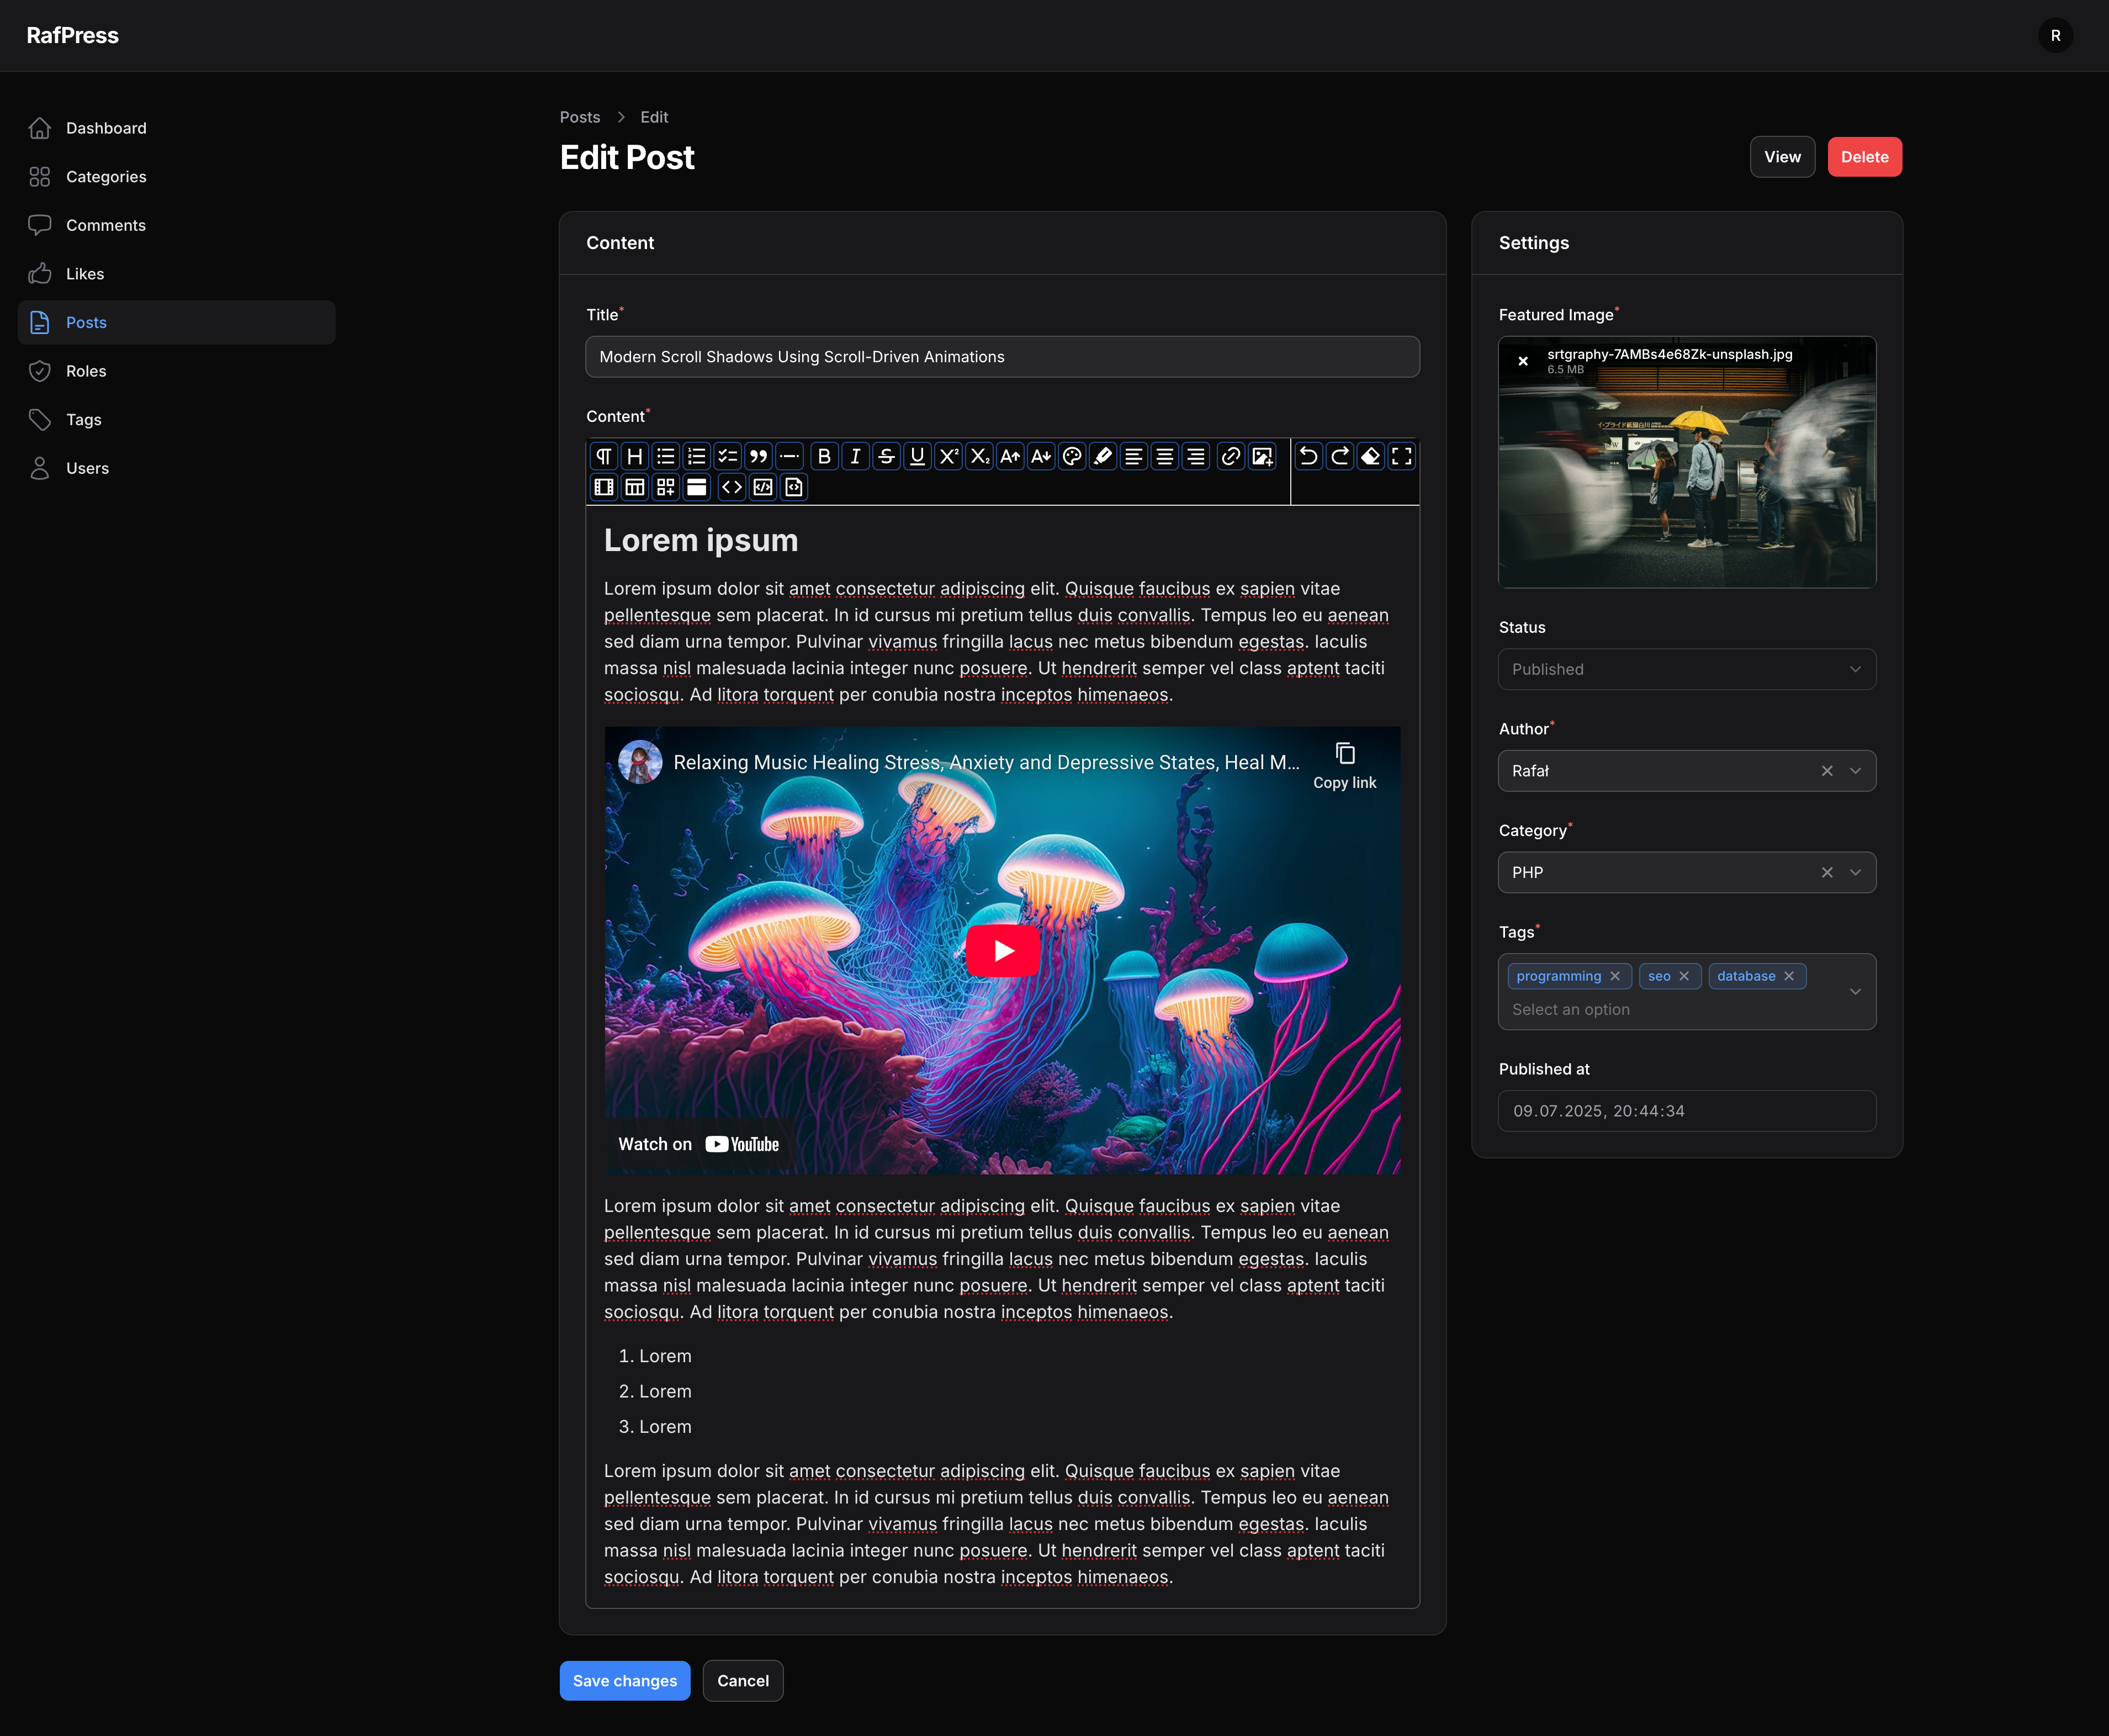 RafPress
R
Dashboard
Categories
Comments
Likes
Posts
Roles
Tags
Users
Posts > Edit
Edit Post
View
Delete
Content
Title*
Modern Scroll Shadows Using Scroll-Driven Animations
Content*
Lorem ipsum
Lorem ipsum dolor sit amet consectetur adipiscing elit. Quisque faucibus ex sapien vitae
pellentesque sem placerat. In id cursus mi pretium tellus duis convallis. Tempus leo eu aenean
sed diam urna tempor. Pulvinar vivamus fringilla lacus nec metus bibendum egestas. Iaculis
massa nisl malesuada lacinia integer nunc posuere. Ut hendrerit semper vel class aptent taciti
sociosqu. Ad litora torquent per conubia nostra inceptos himenaeos.
Relaxing Music Healing Stress, Anxiety and Depressive States, Heal M...
Copy link
Watch on YouTube
Lorem ipsum dolor sit amet consectetur adipiscing elit. Quisque faucibus ex sapien vitae
pellentesque sem placerat. In id cursus mi pretium tellus duis convallis. Tempus leo eu aenean
sed diam urna tempor. Pulvinar vivamus fringilla lacus nec metus bibendum egestas. Iaculis
massa nisl malesuada lacinia integer nunc posuere. Ut hendrerit semper vel class aptent taciti
sociosqu. Ad litora torquent per conubia nostra inceptos himenaeos.
1. Lorem
2. Lorem
3. Lorem
Lorem ipsum dolor sit amet consectetur adipiscing elit. Quisque faucibus ex sapien vitae
pellentesque sem placerat. In id cursus mi pretium tellus duis convallis. Tempus leo eu aenean
sed diam urna tempor. Pulvinar vivamus fringilla lacus nec metus bibendum egestas. Iaculis
massa nisl malesuada lacinia integer nunc posuere. Ut hendrerit semper vel class aptent taciti
sociosqu. Ad litora torquent per conubia nostra inceptos himenaeos.
Save changes
Cancel
Settings
Featured Image*
srtgraphy-7AMBs4e68Zk-unsplash.jpg
6.5 MB
Status
Published
Author*
Rafał
Category*
PHP
Tags*
programming
seo
database
Select an option
Published at
09.07.2025, 20:44:34